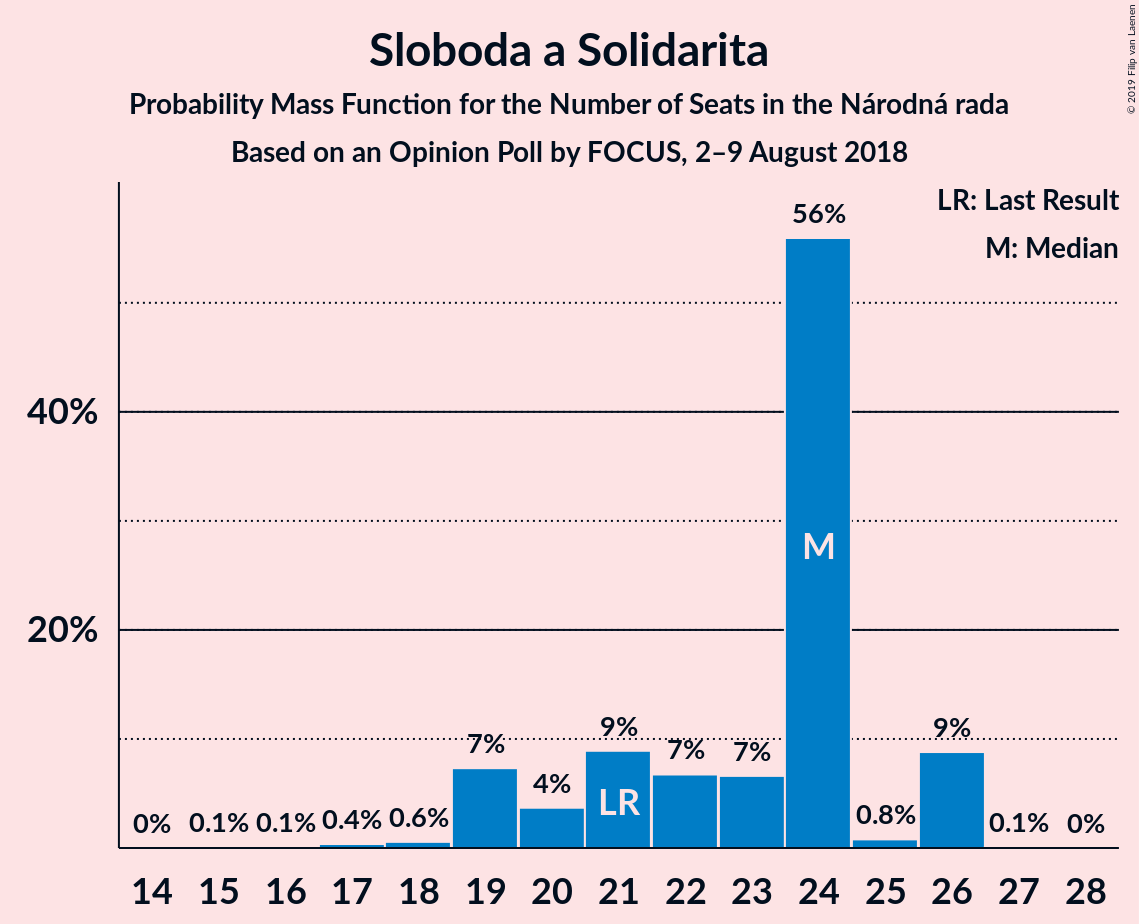 Sloboda a Solidarita
Probability Mass Function for the Number of Seats in the Národná rada
Based on an Opinion Poll by FOCUS, 2–9 August 2018
© 2019 Filip van Laenen
LR: Last Result
M: Median
40%
20%
0%
0.1%
0.1%
0.4%
0.6%
7%
4%
9%
7%
7%
56%
0.8%
9%
0.1%
0%
LR
M
14 15 16 17 18 19 20 21 22 23 24 25 26 27 28